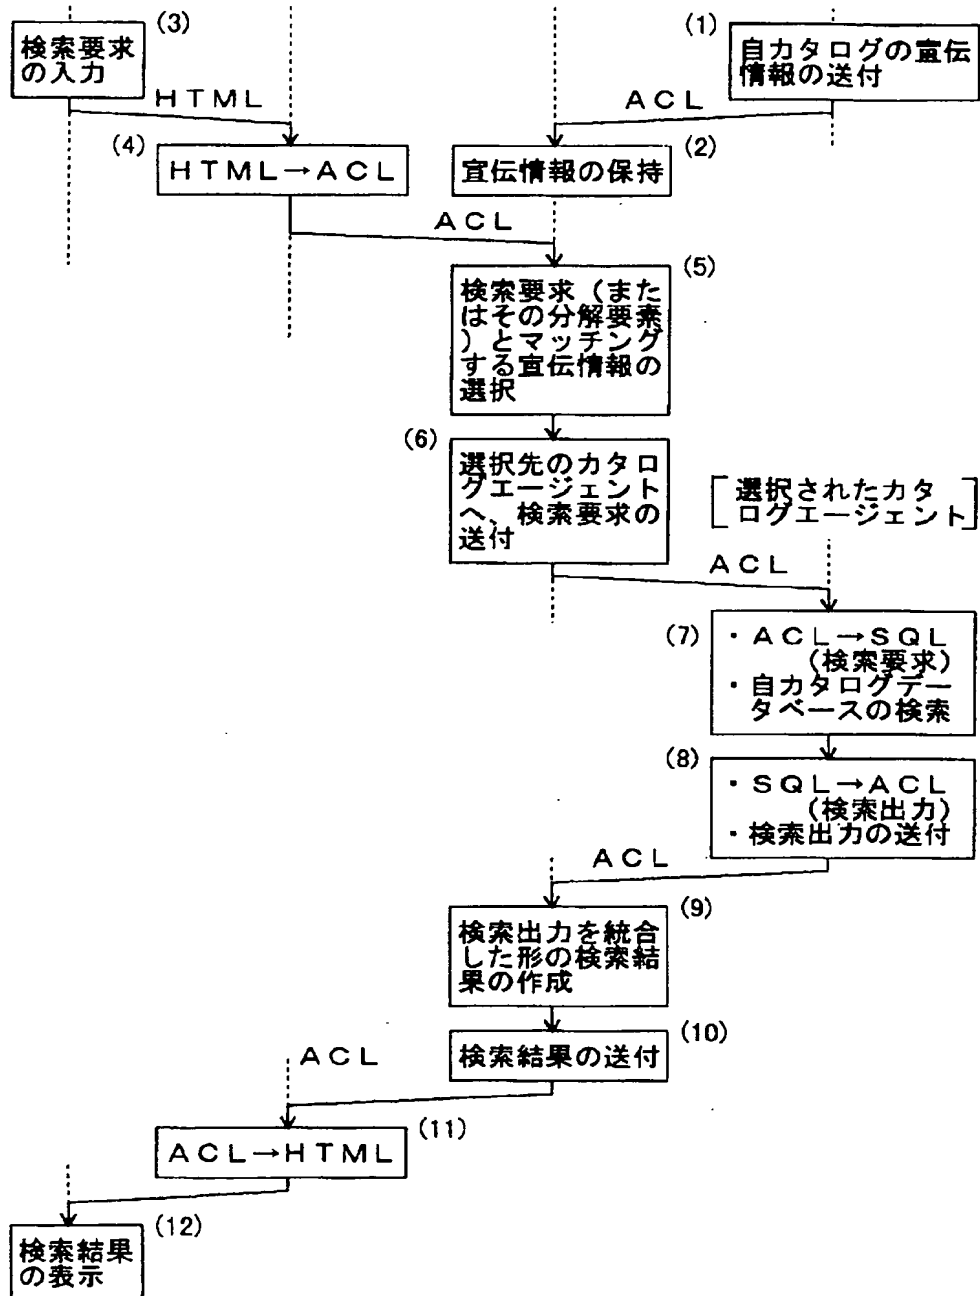 (3)
検索要求
の入力
(1)
自カタログの宣伝
情報の送付
HTML
ACL
(4)
HTML→ACL
(2)
宣伝情報の保持
ACL
(5)
検索要求(また
はその分解要素
)とマッチング
する宣伝情報の
選択
(6)
選択先のカタロ
グエージェント
へ、検索要求の
送付
[選択されたカタ
ログエージェント]
ACL
(7)
・ACL→SQL
(検索要求)
・自カタログデー
タベースの検索
(8)
・SQL→ACL
(検索出力)
・検索出力の送付
ACL
(9)
検索出力を統合
した形の検索結
果の作成
(10)
検索結果の送付
ACL
(11)
ACL→HTML
(12)
検索結果
の表示